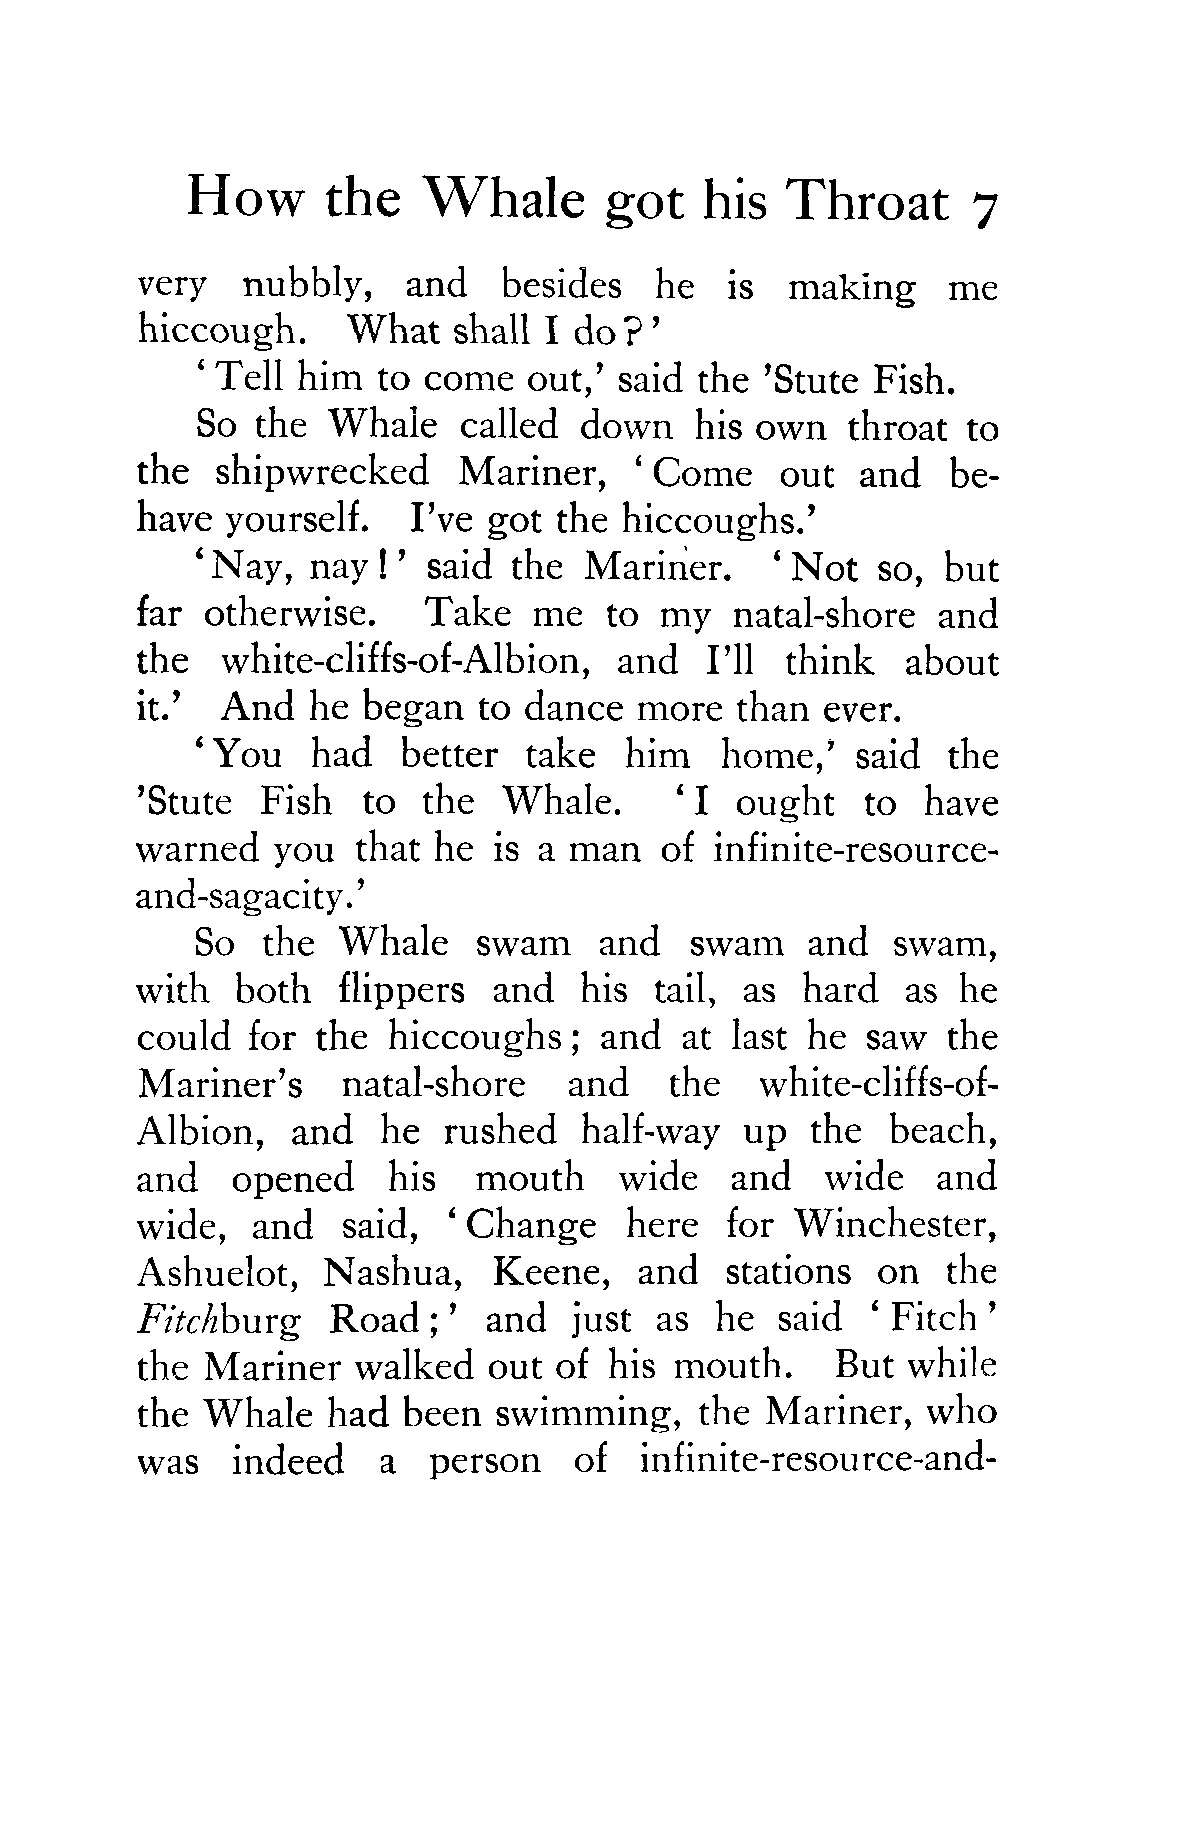 How the Whale got his Throat 7
very nubbly, and besides he is making me
hiccough. What shall I do?'
'Tell him to come out,' said the 'Stute Fish.
So the Whale called down his own throat to
the shipwrecked Mariner, 'Come out and be-
have yourself. I've got the hiccoughs.'
'Nay, nay!' said the Mariner. 'Not so, but
far otherwise. Take me to my natal-shore and
the white-cliffs-of-Albion, and I'll think about
it.' And he began to dance more than ever.
'You had better take him home,' said the
'Stute Fish to the Whale. 'I ought to have
warned you that he is a man of infinite-resource-
and-sagacity.'
So the Whale swam and swam and swam,
with both flippers and his tail, as hard as he
could for the hiccoughs; and at last he saw the
Mariner's natal-shore and the white-cliffs-of-
Albion, and he rushed half-way up the beach,
and opened his mouth wide and wide and
wide, and said, 'Change here for Winchester,
Ashuelot, Nashua, Keene, and stations on the
Fitchburg Road;' and just as he said 'Fitch'
the Mariner walked out of his mouth. But while
the Whale had been swimming, the Mariner, who
was indeed a person of infinite-resource-and-